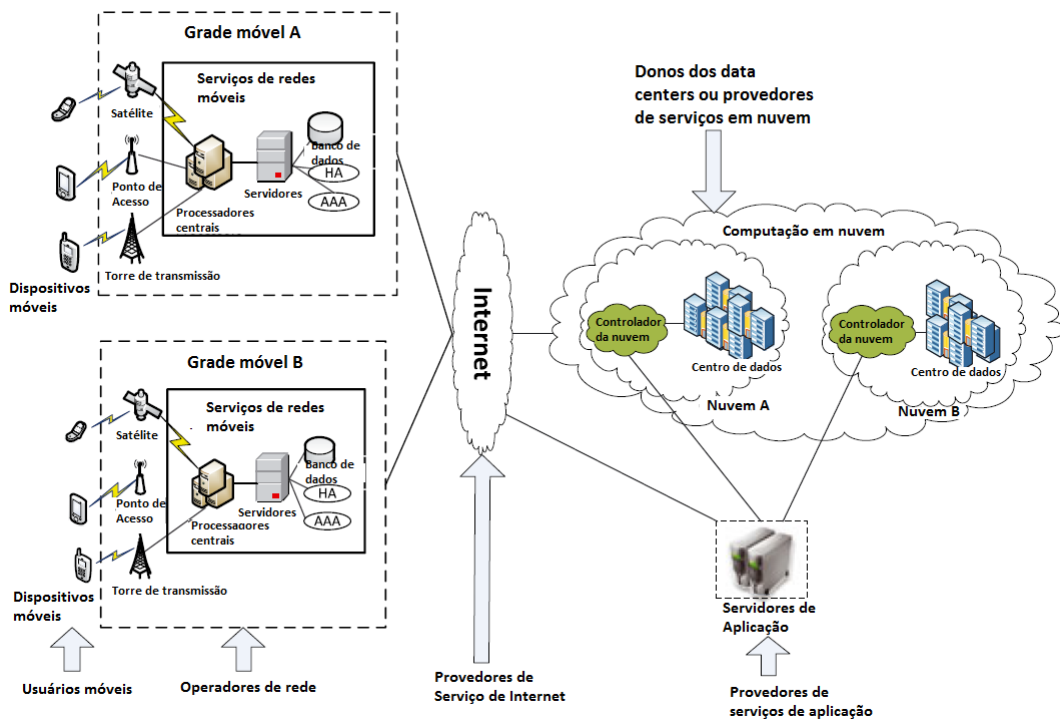 Grade móvel A
Serviços de redes
móveis
Satélite
Banco de
dados
HA
AAA
Ponto de
Acesso
Servidores
Processadores
centrais
Torre de transmissão
Dispositivos
móveis
Grade móvel B
Serviços de redes
móveis
Satélite
Banco de
dados
HA
AAA
Ponto de
Acesso
Servidores
Processadores
centrais
Torre de transmissão
Dispositivos
móveis
Usuários móveis
Operadores de rede
Internet
Provedores de
Serviço de Internet
Donos dos data
centers ou provedores
de serviços em nuvem
Computação em nuvem
Controlador
da nuvem
Centro de dados
Nuvem A
Controlador
da nuvem
Centro de dados
Nuvem B
Servidores de
Aplicação
Provedores de
serviços de aplicação